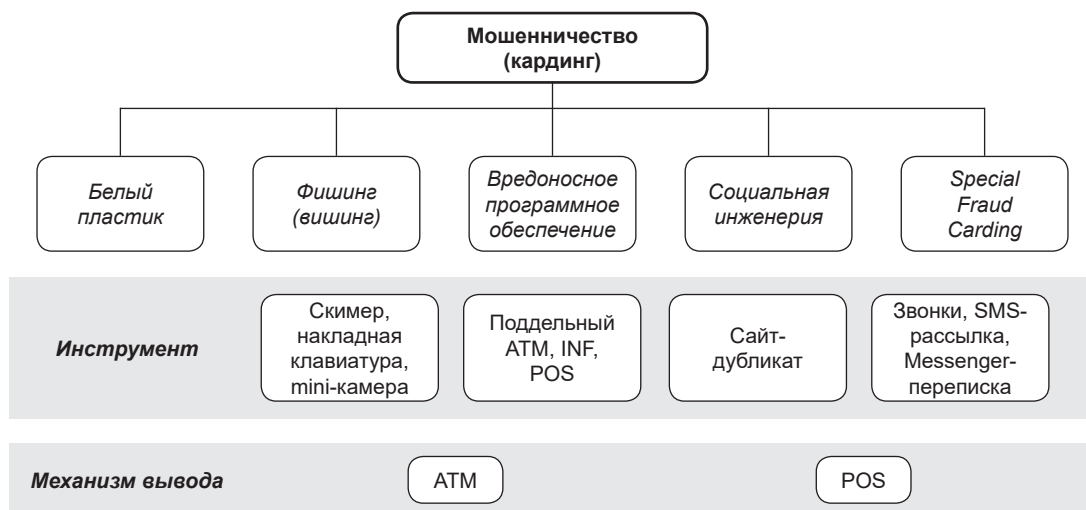 Мошенничество
(кардинг)
Белый
пластик
Фишинг
(вишинг)
Вредоносное
программное
обеспечение
Социальная
инженерия
Special
Fraud
Carding
Инструмент
Скимер,
накладная
клавиатура,
mini-камера
Поддельный
ATM, INF,
POS
Сайт-
дубликат
Звонки, SMS-
рассылка,
Messenger-
переписка
Механизм вывода
ATM
POS